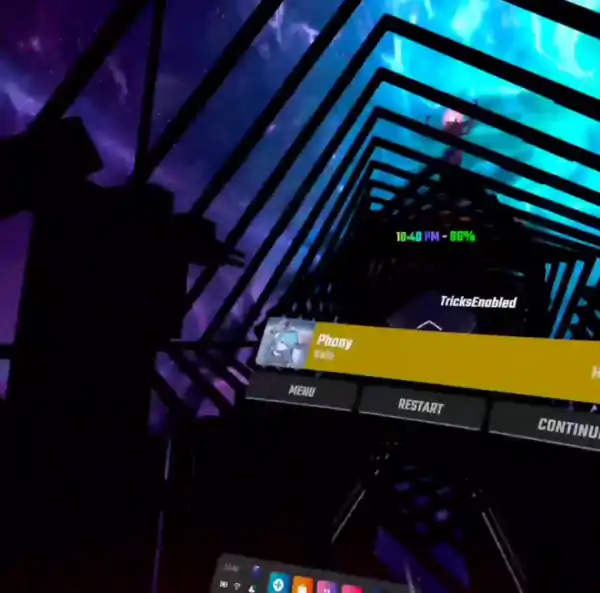 10:40 PM - 86%
TricksEnabled
Phony
MENU
RESTART
CONTINU